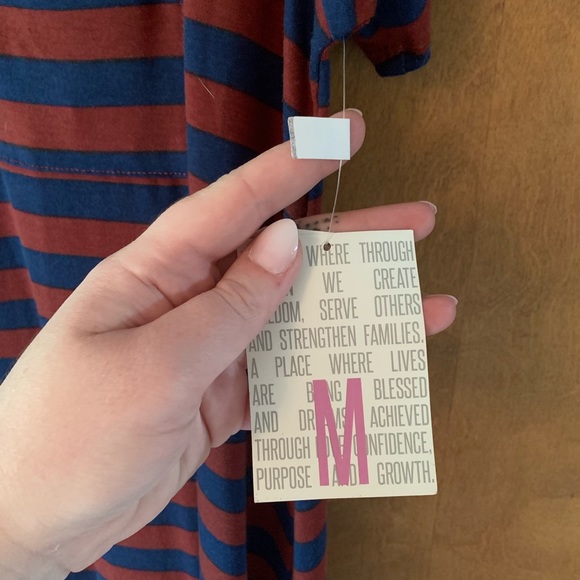 WHERE THROUGH
WE CREATE
SERVE OTHERS
AND STRENGTHEN FAMILIES.
A PLACE WHERE LIVES
ARE BLESSED
AND ACHIEVED
THROUGH
PURPOSE AND GROWTH.
M